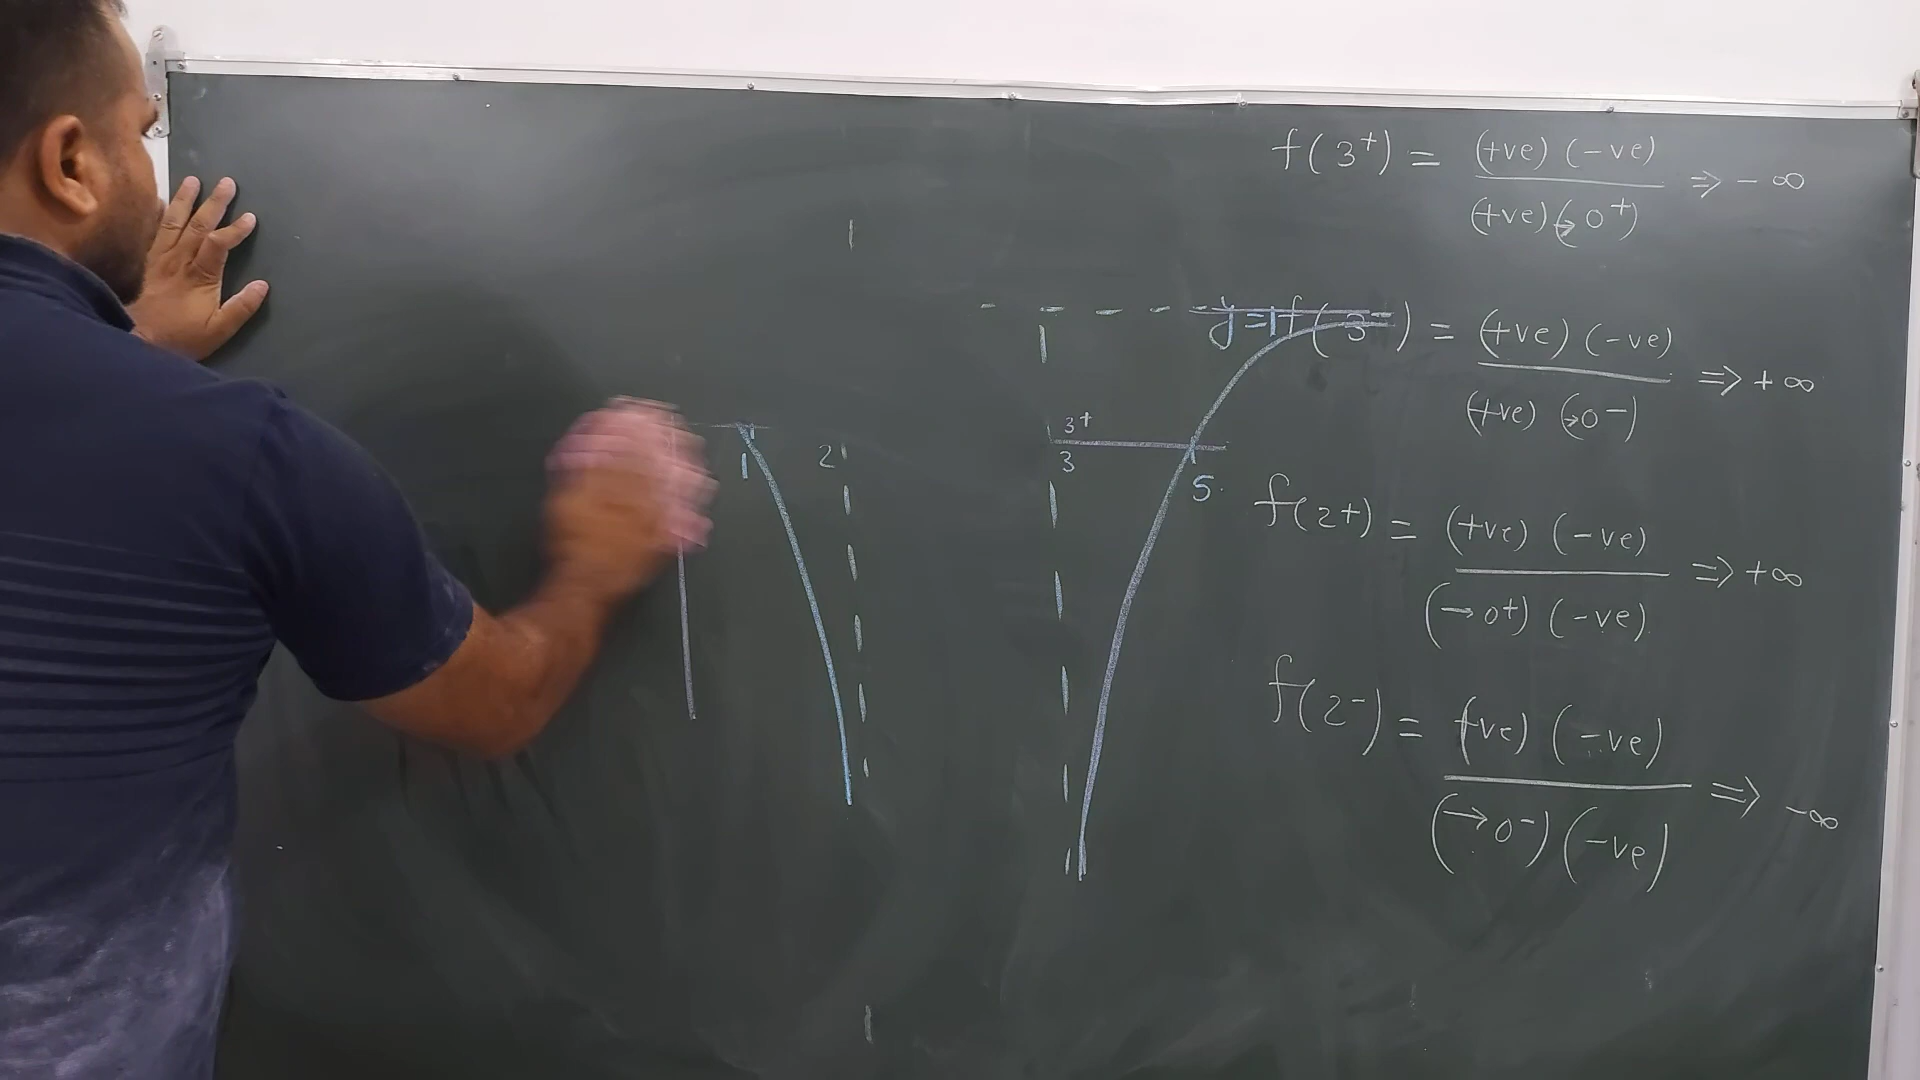 f(3⁺) = (+ve) (-ve) / (+ve) (→0⁺) ⇒ - ∞
y=1
f(3⁻) = (+ve) (-ve) / (+ve) (→0⁻) ⇒ + ∞
1
2
3⁺
3
5
f(2+) = (+ve) (-ve) / (→0+) (-ve) ⇒ +∞
f(2⁻) = (+ve) (-ve) / (→0⁻) (-ve) ⇒ -∞